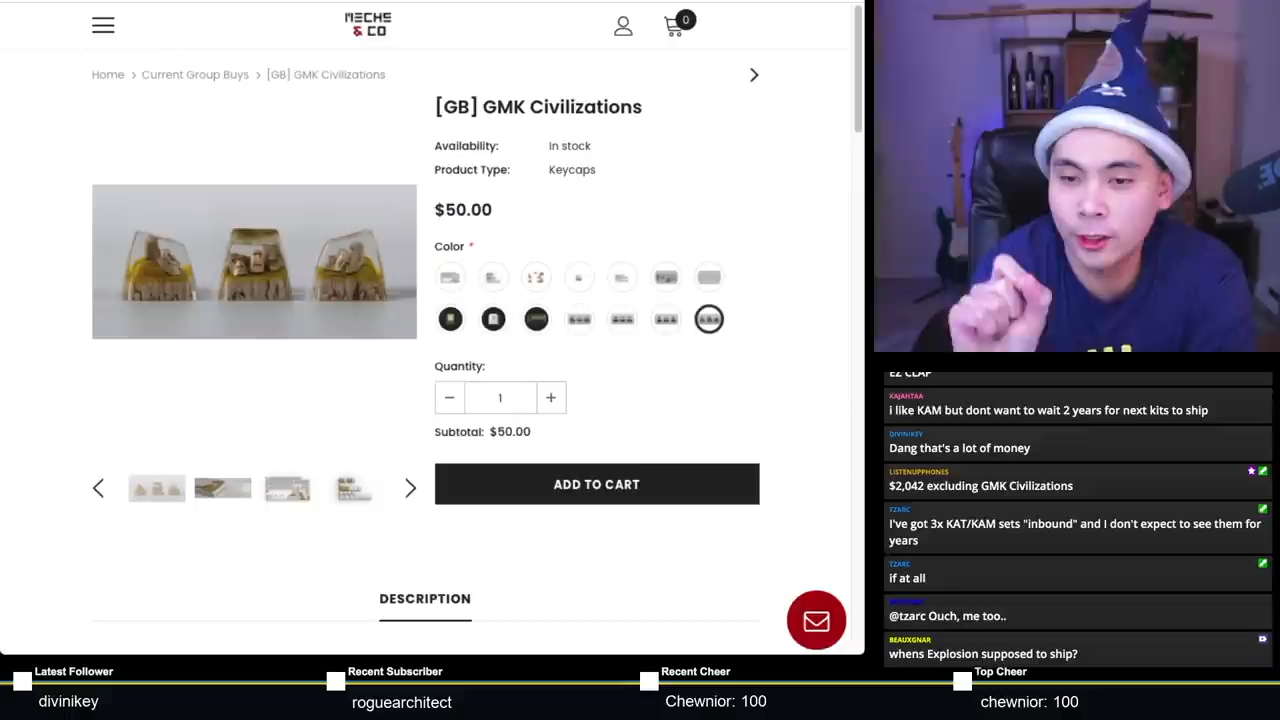 MECHS
& CO
0
Home > Current Group Buys > [GB] GMK Civilizations
[GB] GMK Civilizations
Availability: In stock
Product Type: Keycaps
$50.00
Color *
Quantity:
1
Subtotal: $50.00
ADD TO CART
DESCRIPTION
EZ CLAP
KAJAHTAA
i like KAM but dont want to wait 2 years for next kits to ship
DIVINIKEY
Dang that's a lot of money
LISTENUPPHONES
$2,042 excluding GMK Civilizations
TZARC
I've got 3x KAT/KAM sets "inbound" and I don't expect to see them for
years
TZARC
if at all
@tzarc Ouch, me too..
BEAUXGNAR
whens Explosion supposed to ship?
Latest Follower
divinikey
Recent Subscriber
roguearchitect
Recent Cheer
Chewnior: 100
Top Cheer
chewnior: 100